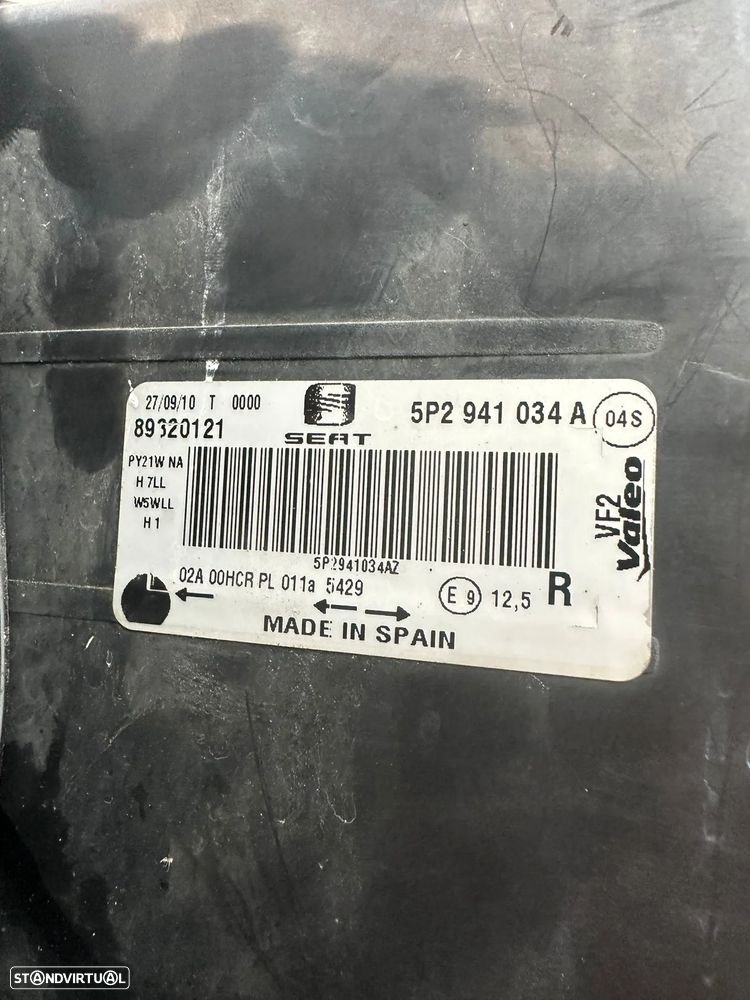 27/09/10 T 0000
89320121
SEAT
5P2 941 034 A
04S
PY21W NA
H 7LL
W5WLL
H 1
5P2941034AZ
VF2
Valeo
02A 00HCR PL 011a 5429
E 9 12,5 R
MADE IN SPAIN
STANDVIRTUAL